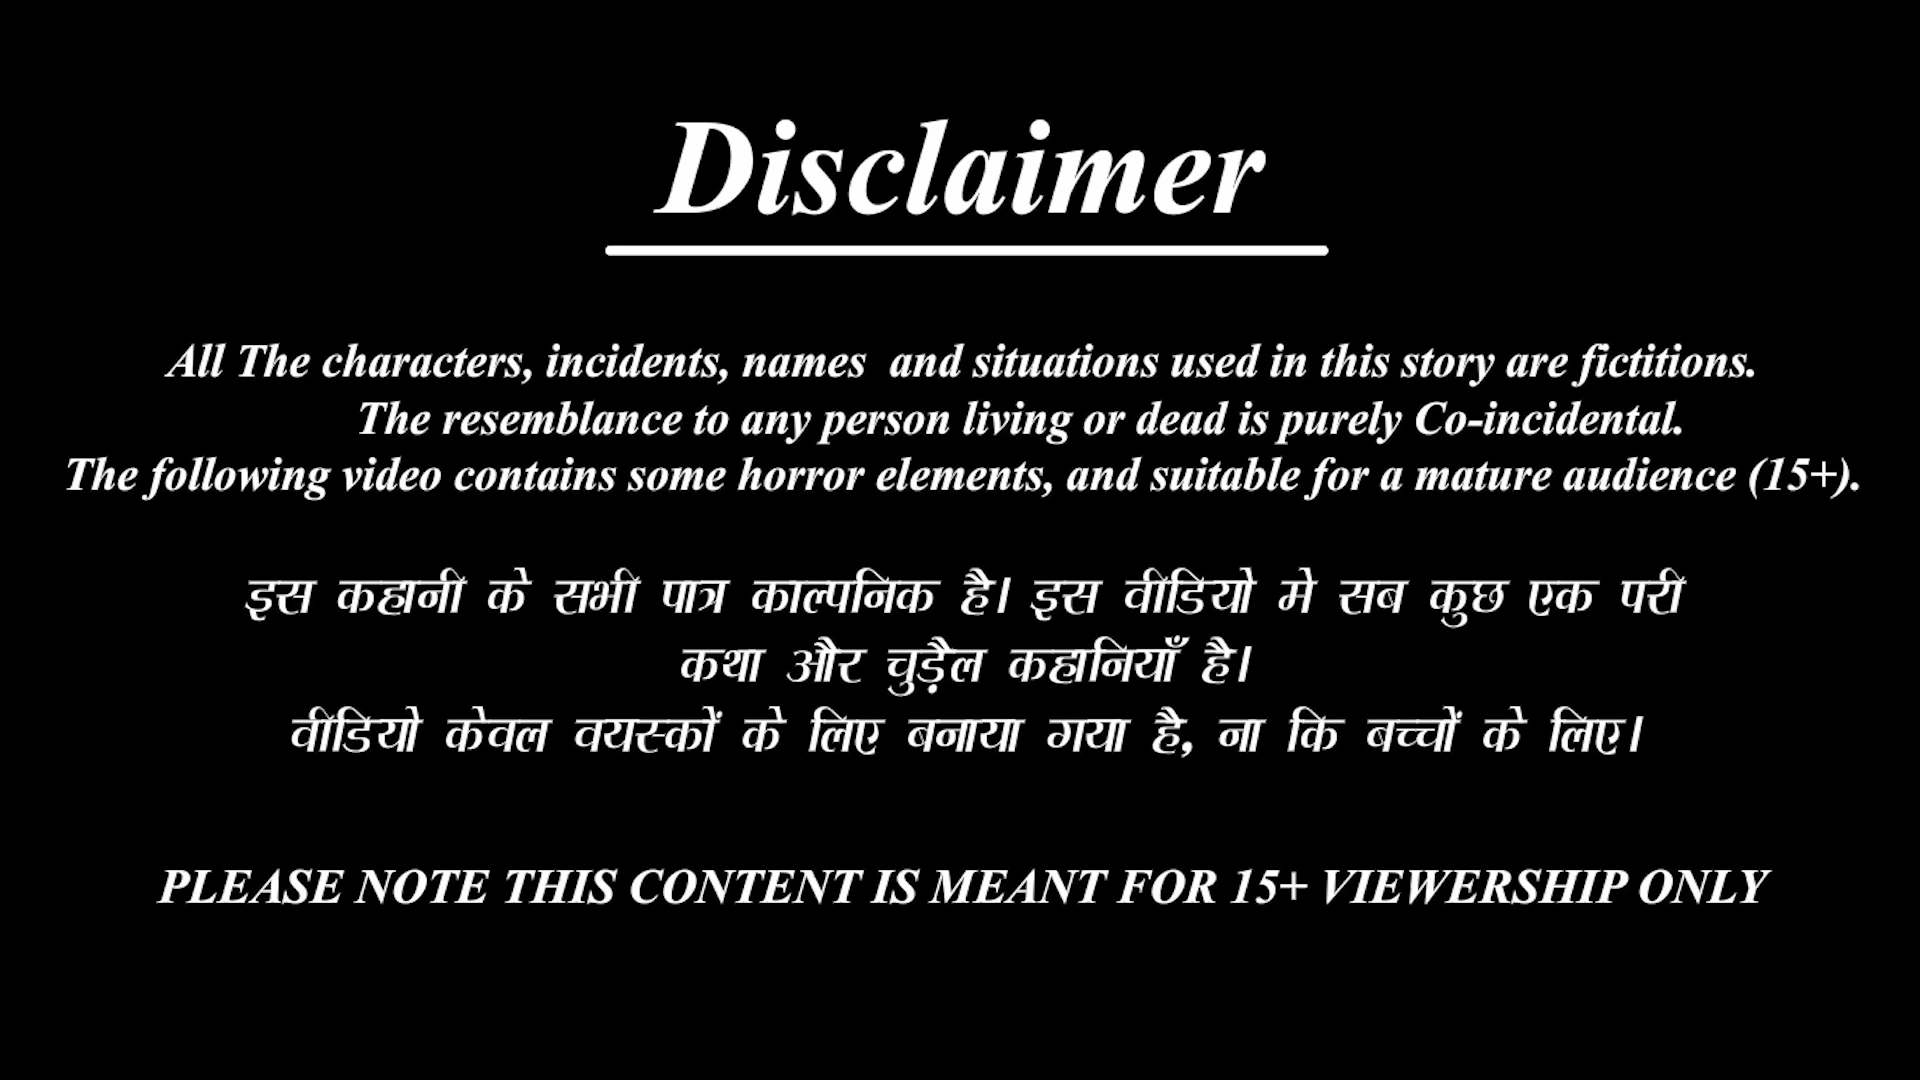 Disclaimer
All The characters, incidents, names and situations used in this story are fictitions.
The resemblance to any person living or dead is purely Co-incidental.
The following video contains some horror elements, and suitable for a mature audience (15+).
इस कहानी के सभी पात्र काल्पनिक है। इस वीडियो मे सब कुछ एक परी
कथा और चुड़ैल कहानियाँ है।
वीडियो केवल वयस्कों के लिए बनाया गया है, ना कि बच्चों के लिए।
PLEASE NOTE THIS CONTENT IS MEANT FOR 15+ VIEWERSHIP ONLY